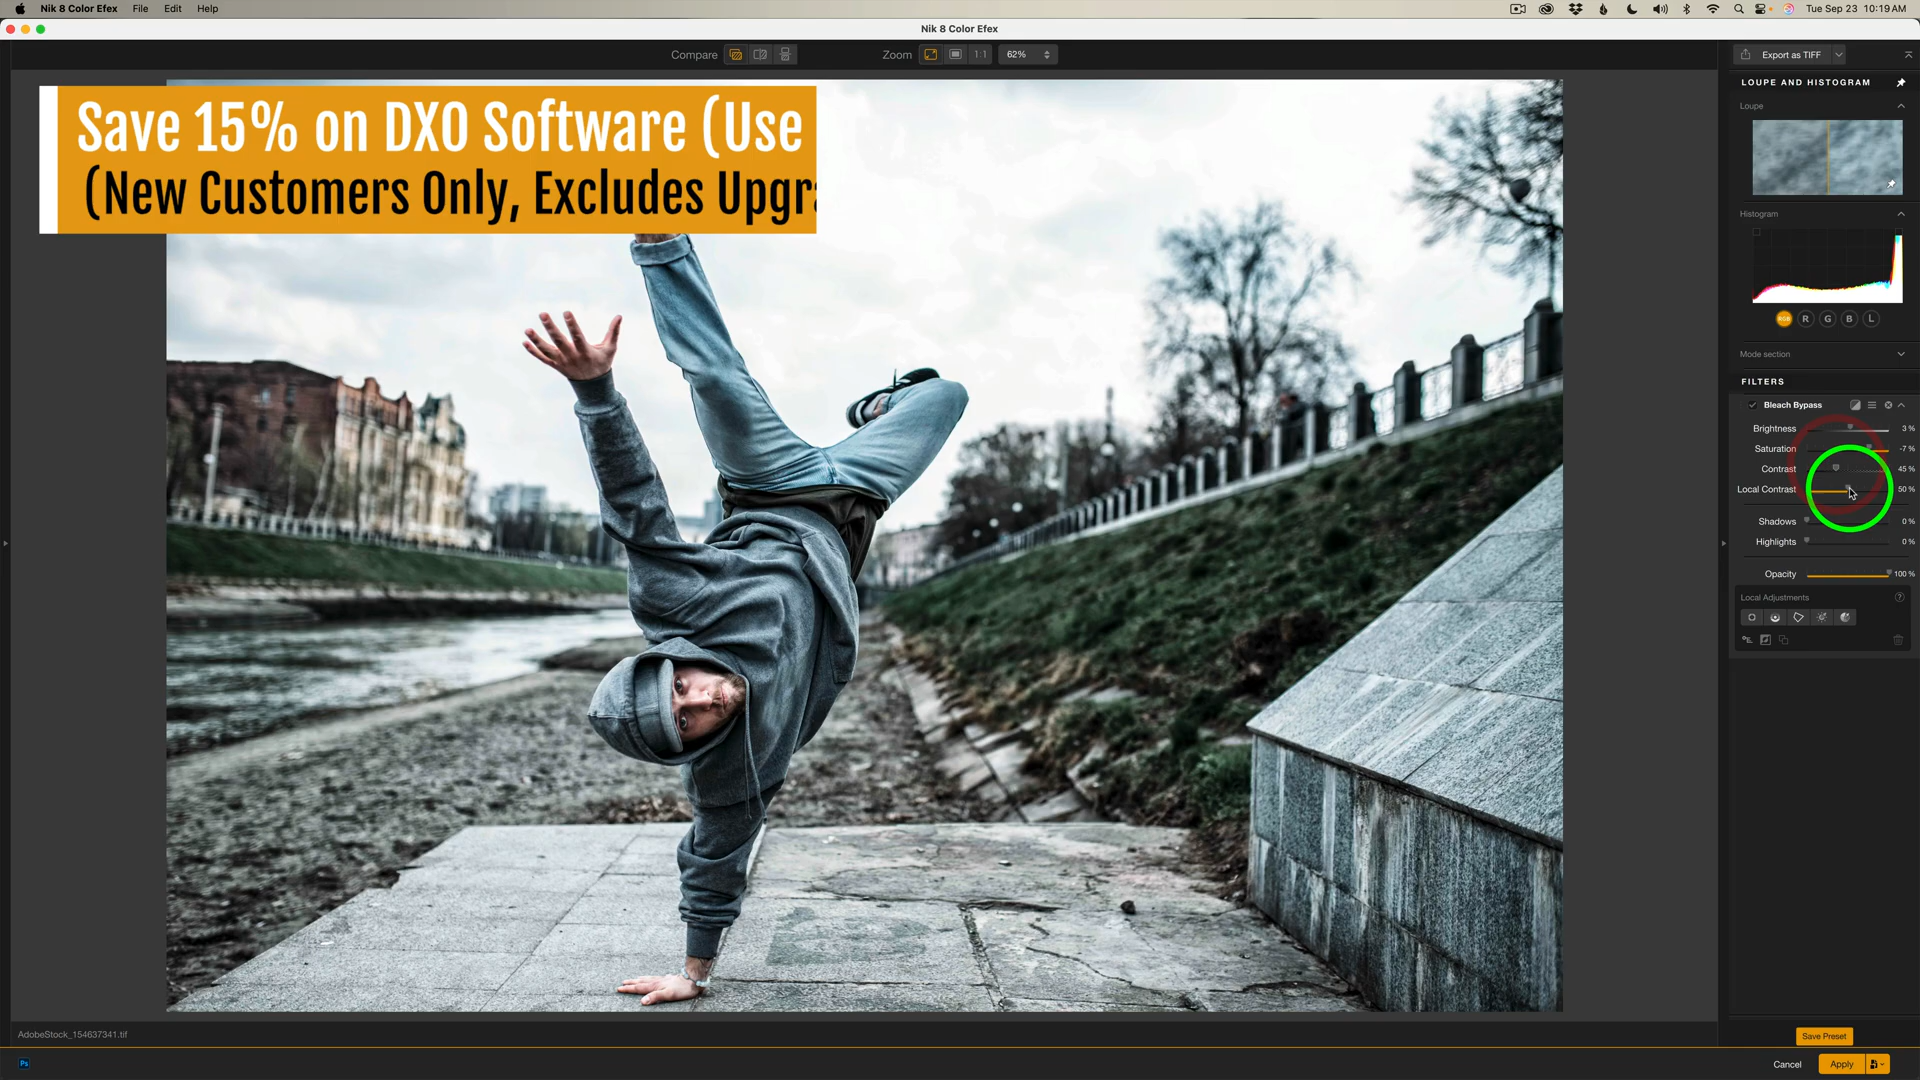 Nik 8 Color Efex File Edit Help
Tue Sep 23 10:19 AM
Nik 8 Color Efex
Compare Zoom 1:1 62%
Export as TIFF
LOUPE AND HISTOGRAM
Loupe
Save 15% on DXO Software (Use
(New Customers Only, Excludes Upgra
Histogram
RGB R G B L
Mode section
FILTERS
Bleach Bypass
Brightness 3 %
Saturation -7 %
Contrast 45 %
Local Contrast 50 %
Shadows 0 %
Highlights 0 %
Opacity 100 %
Local Adjustments ?
AdobeStock_154637341.tif
Save Preset
Ps
Cancel Apply